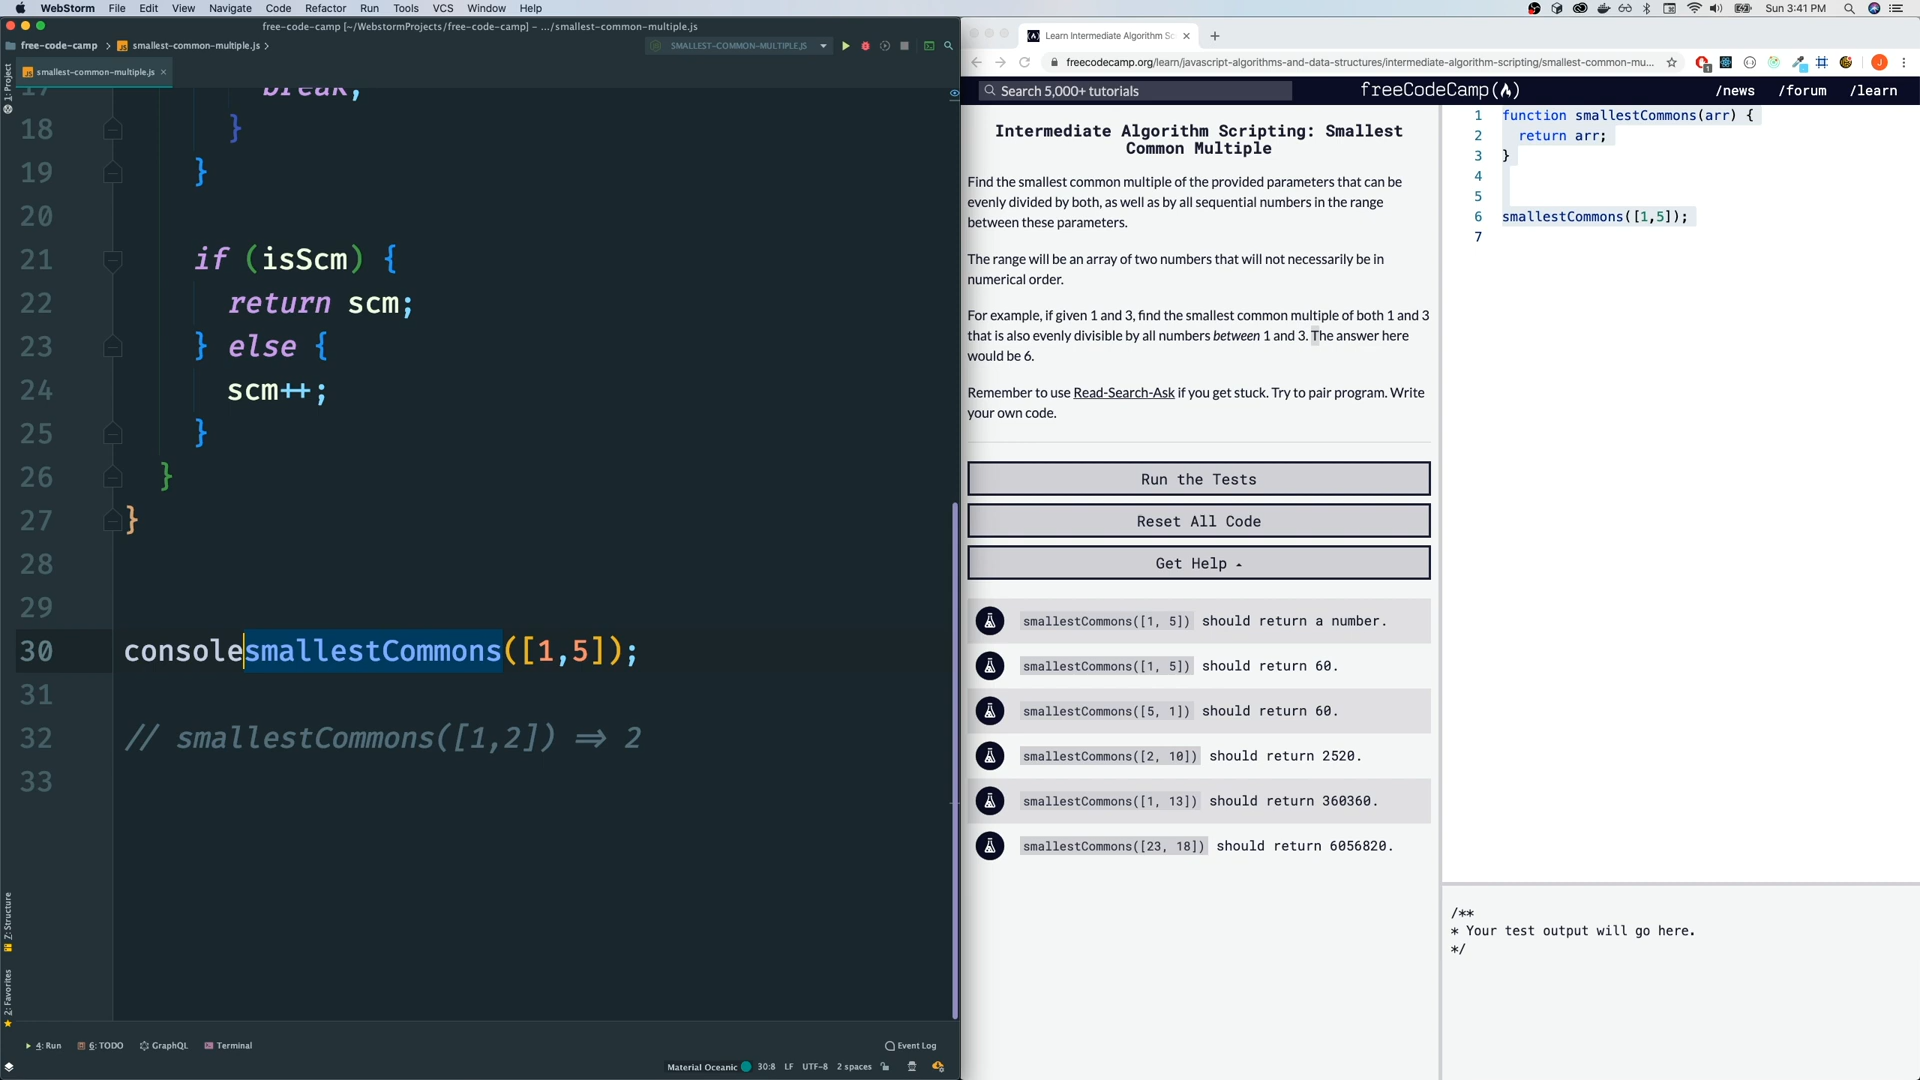 WebStorm File Edit View Navigate Code Refactor Run Tools VCS Window Help
Sun 3:41 PM
free-code-camp [~/WebstormProjects/free-code-camp] – .../smallest-common-multiple.js
free-code-camp smallest-common-multiple.js
SMALLEST-COMMON-MULTIPLE.JS
smallest-common-multiple.js
1: Project
17 break;
18 }
19 }
20
21 if (isScm) {
22 return scm;
23 } else {
24 scm++;
25 }
26 }
27 }
28
29
30 consolesmallestCommons([1,5]);
31
32 // smallestCommons([1,2]) => 2
33
Z: Structure
2: Favorites
4: Run 6: TODO GraphQL Terminal
Event Log
Material Oceanic 30:8 LF UTF-8 2 spaces
Learn Intermediate Algorithm Sc
freecodecamp.org/learn/javascript-algorithms-and-data-structures/intermediate-algorithm-scripting/smallest-common-mu...
J
Search 5,000+ tutorials
freeCodeCamp
/news /forum /learn
Intermediate Algorithm Scripting: Smallest
Common Multiple
Find the smallest common multiple of the provided parameters that can be
evenly divided by both, as well as by all sequential numbers in the range
between these parameters.
The range will be an array of two numbers that will not necessarily be in
numerical order.
For example, if given 1 and 3, find the smallest common multiple of both 1 and 3
that is also evenly divisible by all numbers between 1 and 3. The answer here
would be 6.
Remember to use Read-Search-Ask if you get stuck. Try to pair program. Write
your own code.
Run the Tests
Reset All Code
Get Help
smallestCommons([1, 5]) should return a number.
smallestCommons([1, 5]) should return 60.
smallestCommons([5, 1]) should return 60.
smallestCommons([2, 10]) should return 2520.
smallestCommons([1, 13]) should return 360360.
smallestCommons([23, 18]) should return 6056820.
1 function smallestCommons(arr) {
2 return arr;
3 }
4
5
6 smallestCommons([1,5]);
7
/**
* Your test output will go here.
*/